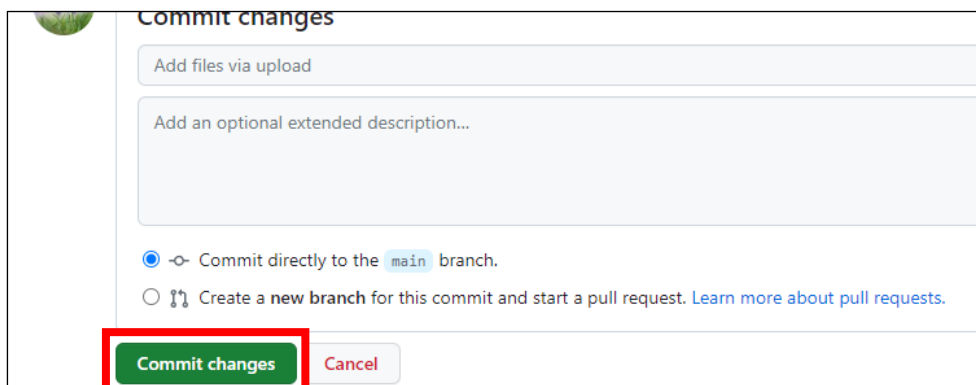 Commit changes
Add files via upload
Add an optional extended description...
Commit directly to the main branch.
Create a new branch for this commit and start a pull request. Learn more about pull requests.
Commit changes Cancel